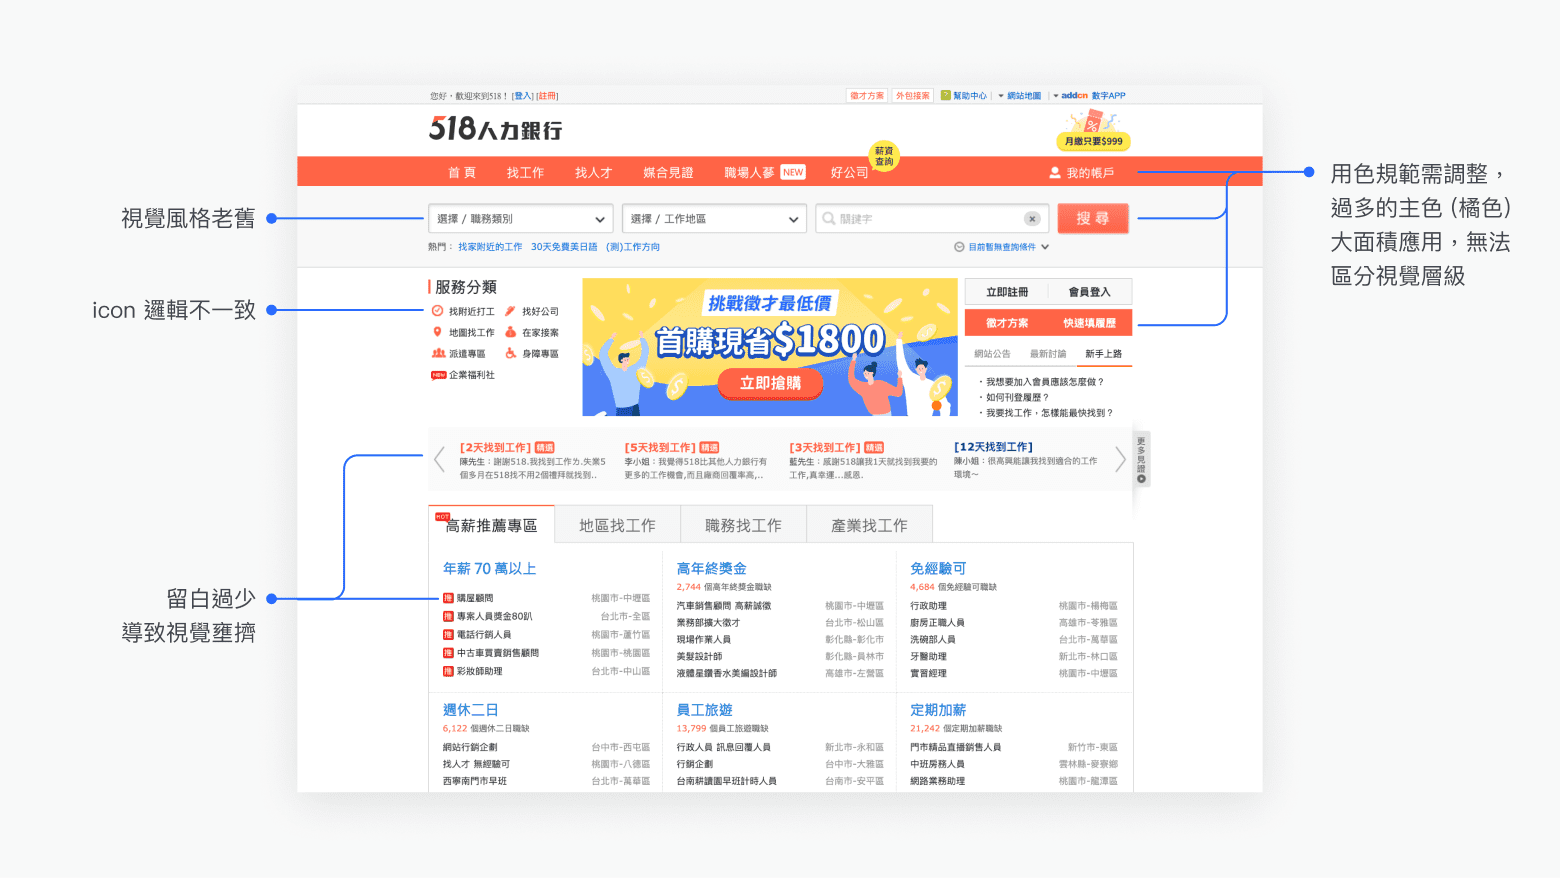 您好，歡迎來到518！ [登入] [註冊]
徵才方案 外包接案 幫助中心 | 網站地圖 | addcn 數字APP
518人力銀行
月繳只要$999
薪資
查詢
首頁 找工作 找人才 媒合見證 職場人蔘 NEW 好公司 我的帳戶
選擇 / 職務類別 選擇 / 工作地區 關鍵字 搜尋
熱門： 找家附近的工作 30天免費美日語 (測)工作方向 目前暫無查詢條件
視覺風格老舊
icon 邏輯不一致
留白過少
導致視覺壅擠
用色規範需調整，
過多的主色 (橘色)
大面積應用，無法
區分視覺層級
服務分類
找附近打工 找好公司
地圖找工作 在家接案
派遣專區 身障專區
NEW 企業福利社
挑戰徵才最低價
首購現省$1800
立即搶購
立即註冊 會員登入
徵才方案 快速填履歷
網站公告 最新討論 新手上路
・我想要加入會員應該怎麼做？
・如何刊登履歷？
・我要找工作，怎樣能最快找到？
[2天找到工作] 精選
陳先生：謝謝518.我找到工作カ.失業5
個多月在518找不用2個禮拜就找到..
[5天找到工作] 精選
李小姐：我覺得518比其他人力銀行有
更多的工作機會,而且廠商回覆率高,..
[3天找到工作] 精選
藍先生：感謝518讓我1天就找到我要的
工作,真幸運...感恩.
[12天找到工作]
陳小姐：很高興能讓我找到適合的工作
環境～
更多見證
HOT
高薪推薦專區 地區找工作 職務找工作 產業找工作
年薪 70 萬以上
推 購屋顧問 桃園市-中壢區
推 專案人員獎金80趴 台北市-全區
推 電話行銷人員 桃園市-蘆竹區
推 中古車買賣銷售顧問 桃園市-桃園區
推 彩妝師助理 台北市-中山區
高年終獎金
2,744 個高年終獎金職缺
汽車銷售顧問 高薪誠徵 桃園市-中壢區
業務部擴大徵才 台北市-松山區
現場作業人員 彰化縣-彰化市
美髮設計師 彰化縣-員林市
液體星鑽香水美編設計師 高雄市-左營區
免經驗可
4,684 個免經驗可職缺
行政助理 桃園市-楊梅區
廚房正職人員 高雄市-苓雅區
洗碗部人員 台北市-萬華區
牙醫助理 新北市-林口區
實習經理 桃園市-中壢區
週休二日
6,122 個週休二日職缺
網站行銷企劃 台中市-西屯區
找人才 無經驗可 桃園市-八德區
西寧南門市早班 台北市-萬華區
員工旅遊
13,799 個員工旅遊職缺
行政人員 訊息回覆人員 新北市-永和區
行銷企劃 台中市-大雅區
台南耕讀園早班計時人員 台南市-安平區
定期加薪
21,242 個定期加薪職缺
門市精品直播銷售人員 新竹市-東區
中班房務人員 雲林縣-麥寮鄉
網路業務助理 桃園市-龍潭區